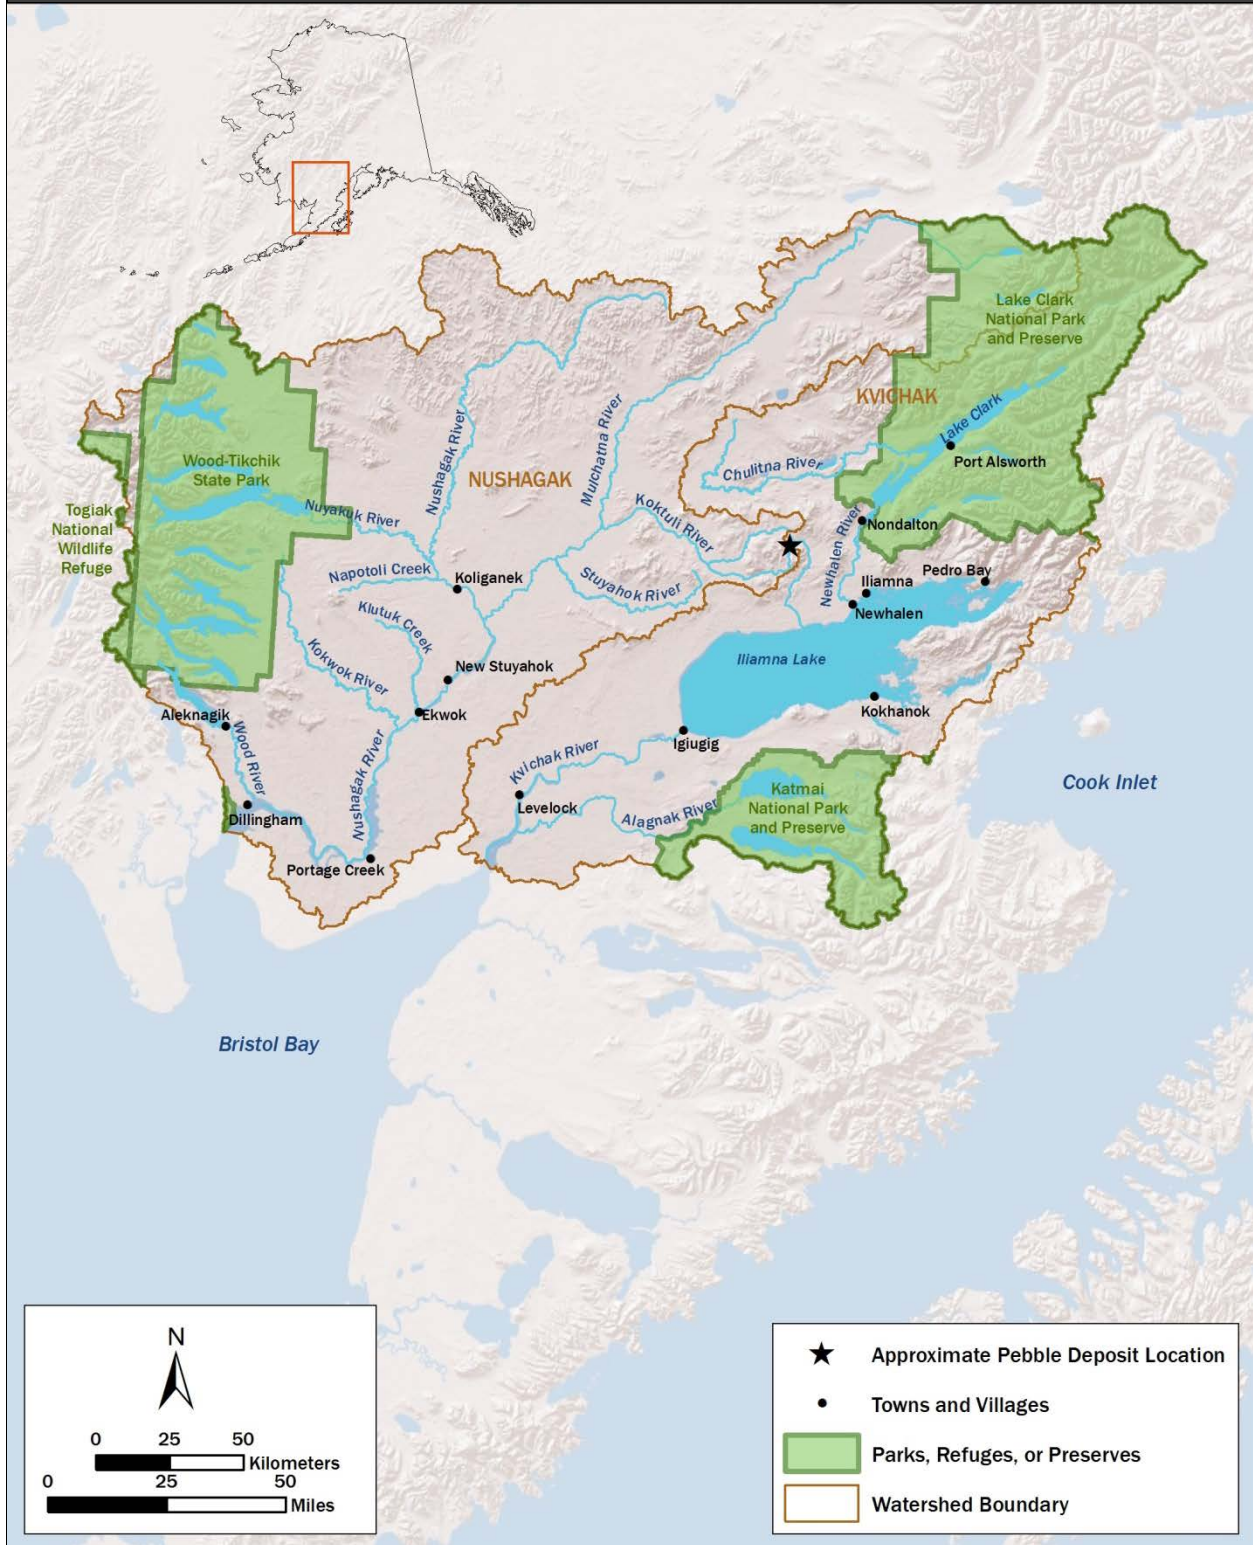 Lake Clark
National Park
and Preserve
KVICHAK
Lake Clark
Port Alsworth
Chulitna River
Mulchatna River
Nushagak River
NUSHAGAK
Wood-Tikchik
State Park
Togiak
National
Wildlife
Refuge
Nuyakuk River
Koktuli River
Nondalton
Newhalen River
Napotoli Creek
Koliganek
Stuyahok River
Iliamna
Pedro Bay
Newhalen
Klutuk Creek
Kokwok River
New Stuyahok
Iliamna Lake
Kokhanok
Aleknagik
Ekwok
Igiugig
Wood River
Nushagak River
Kvichak River
Levelock
Alagnak River
Katmai
National Park
and Preserve
Cook Inlet
Dillingham
Portage Creek
Bristol Bay
N
0 25 50
Kilometers
0 25 50
Miles
Approximate Pebble Deposit Location
Towns and Villages
Parks, Refuges, or Preserves
Watershed Boundary